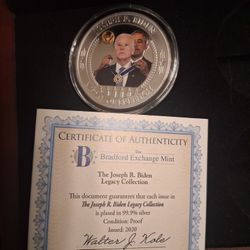 JOSEPH R. BIDEN
CERTIFICATE OF AUTHENTICITY
B
The
Bradford Exchange Mint
The Joseph R. Biden
Legacy Collection
This document guarantees that each issue in
The Joseph R. Biden Legacy Collection
is plated in 99.9% silver
Condition: Proof
Issued: 2020
Walter J. Kole